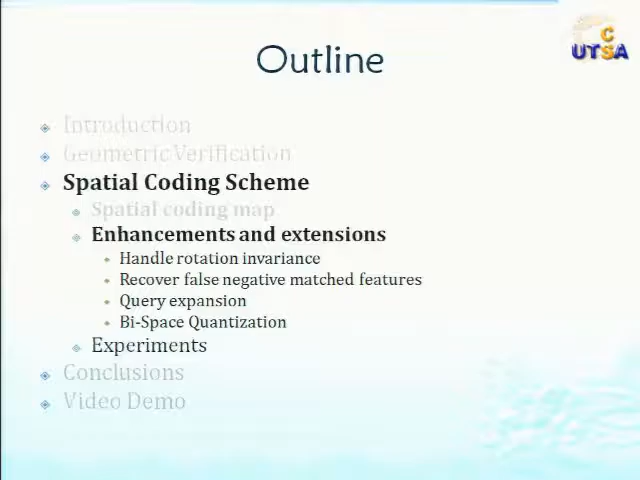 Outline
C
UTSA
Introduction
Geometric Verification
Spatial Coding Scheme
Spatial coding map
Enhancements and extensions
Handle rotation invariance
Recover false negative matched features
Query expansion
Bi-Space Quantization
Experiments
Conclusions
Video Demo